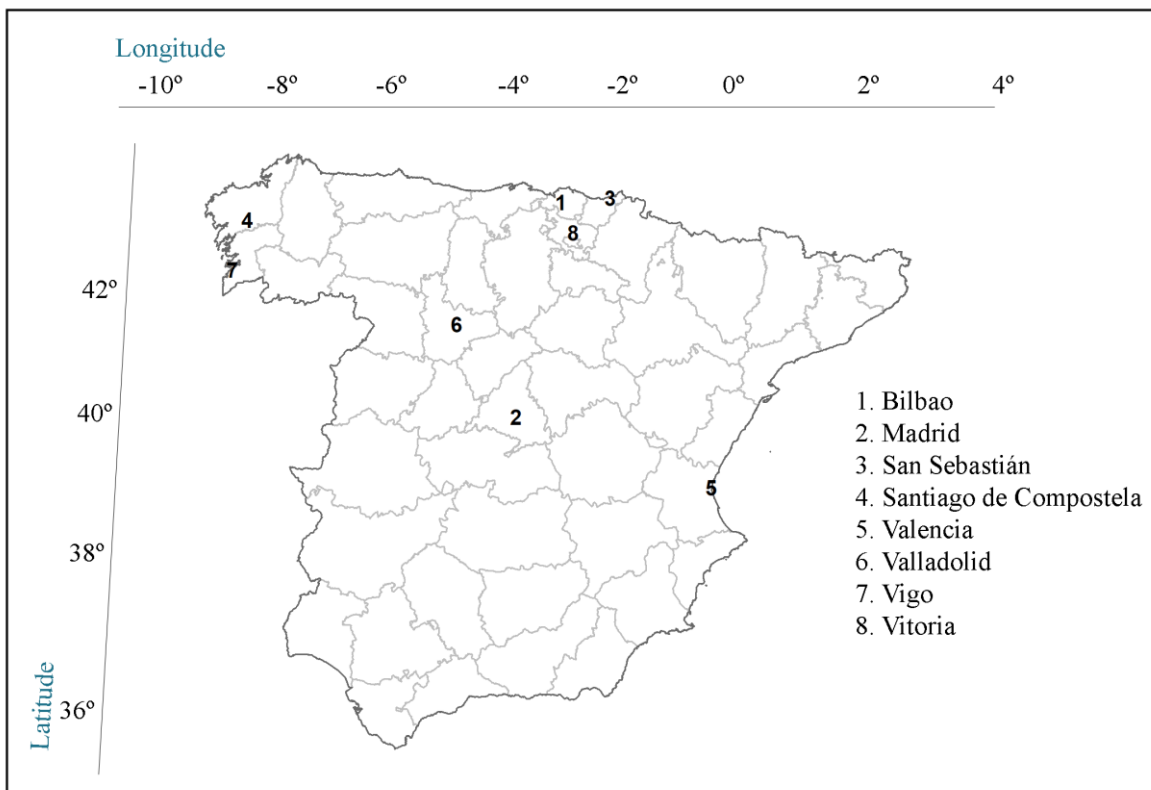 Longitude
-10º -8º -6º -4º -2º 0º 2º 4º
1 3
4 8
7
42º
6
40º
2
1. Bilbao
2. Madrid
3. San Sebastián
4. Santiago de Compostela
5
5. Valencia
6. Valladolid
38º
7. Vigo
8. Vitoria
36º
Latitude